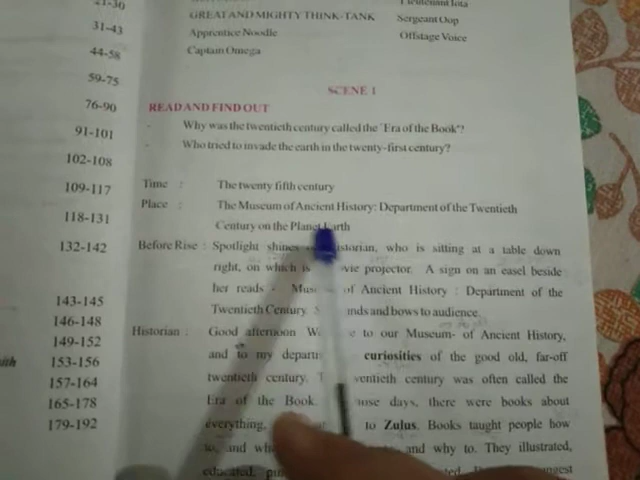 21-30
31-43
44-58
59-75
76-90
91-101
102-108
109-117
118-131
132-142
143-145
146-148
149-152
153-156
157-164
165-178
179-192
Lieutenant Iota
GREAT AND MIGHTY THINK-TANK Sergeant Oop
Apprentice Noodle Offstage Voice
Captain Omega
SCENE 1
READ AND FIND OUT
- Why was the twentieth century called the 'Era of the Book'?
- Who tried to invade the earth in the twenty-first century?
Time : The twenty fifth century
Place : The Museum of Ancient History: Department of the Twentieth
Century on the Planet Earth
Before Rise : Spotlight shines istorian, who is sitting at a table down
right, on which is vie projector. A sign on an easel beside
her reads - Mus of Ancient History : Department of the
Twentieth Century. nds and bows to audience.
Historian : Good afternoon W e to our Museum- of Ancient History,
and to my depart curiosities of the good old, far-off
twentieth century. T wentieth century was often called the
Era of the Book. ose days, there were books about
everything, to Zulus. Books taught people how
to, and and why to. They illustrated,
educated,